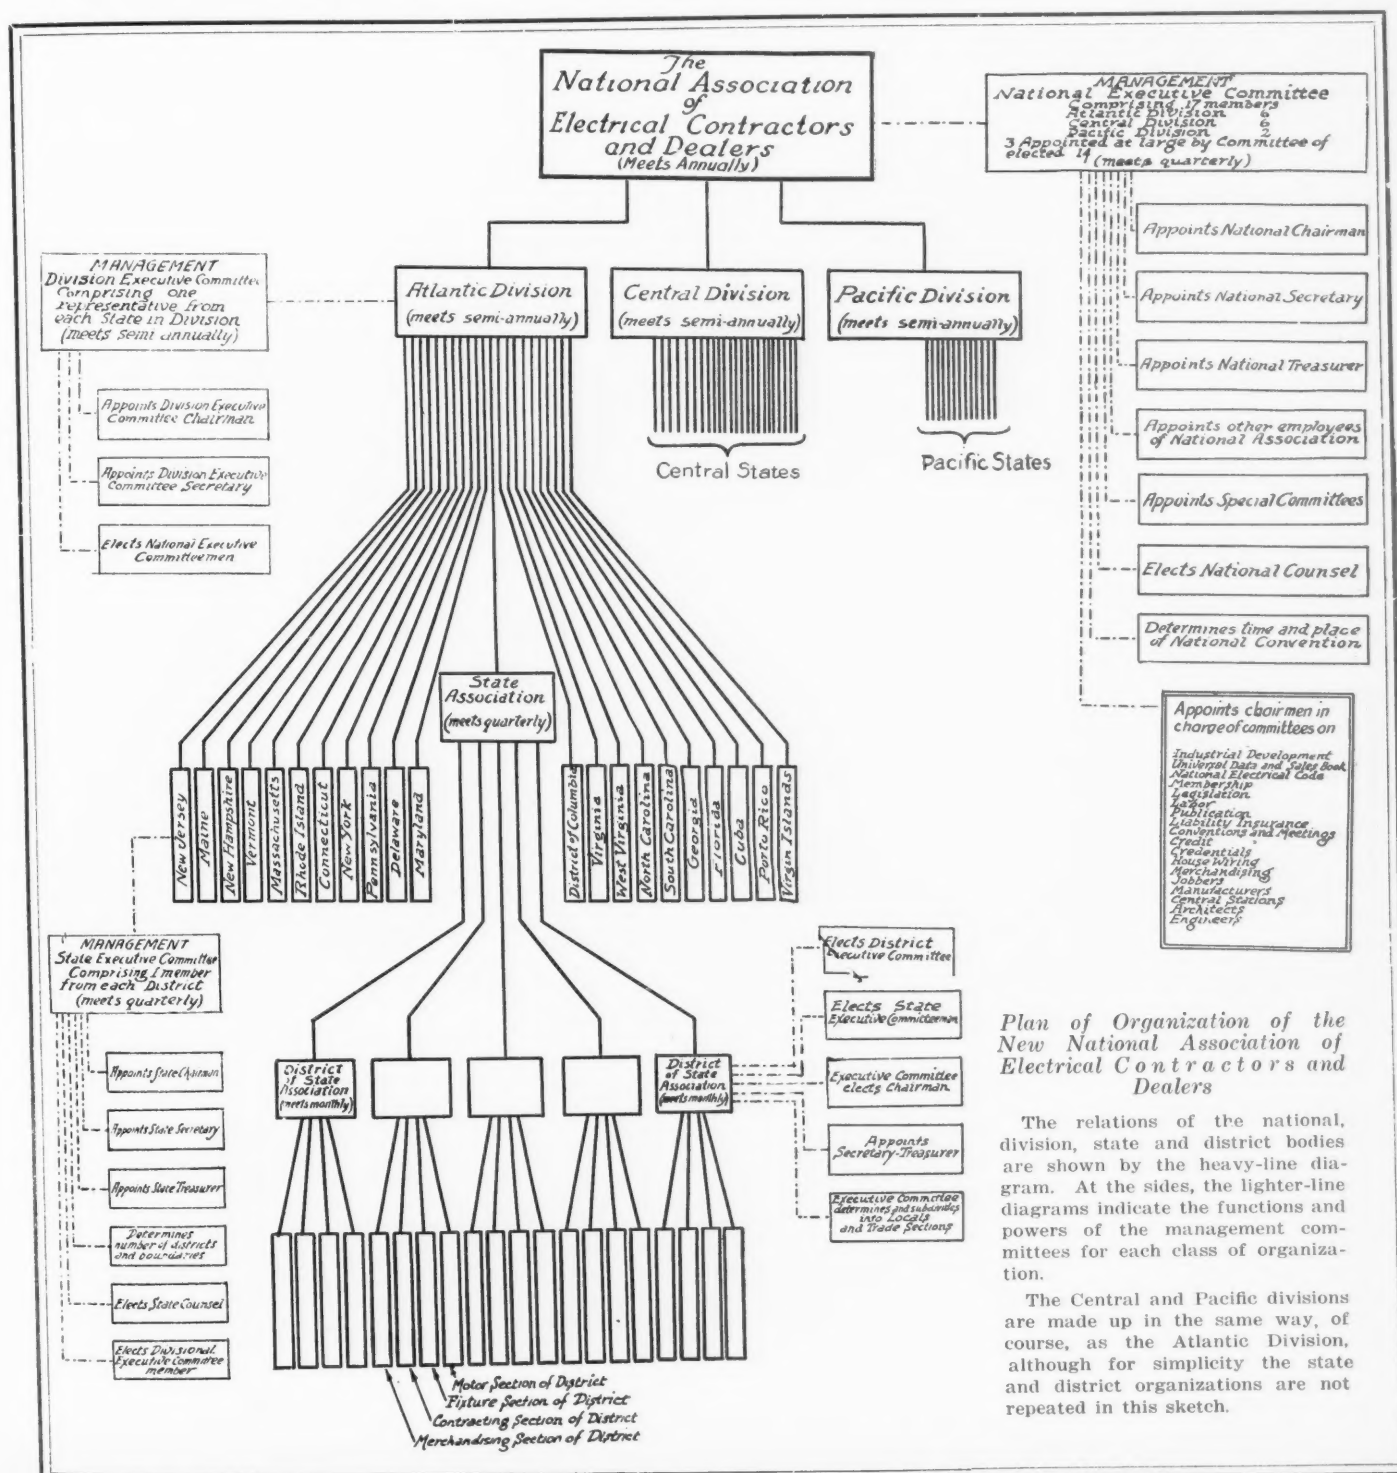 The
National Association
of
Electrical Contractors
and Dealers
(Meets Annually)
MANAGEMENT
National Executive Committee
Comprising 17 members
Atlantic Division 6
Central Division 6
Pacific Division 2
3 Appointed at large by Committee of
elected 14
(meets quarterly)
Appoints National Chairman
Appoints National Secretary
Appoints National Treasurer
Appoints other employees
of National Association
Appoints Special Committees
Elects National Counsel
Determines time and place
of National Convention
Appoints chairmen in
charge of committees on
Industrial Development
Universal Data and Sales Book
National Electrical Code
Membership
Legislation
Labor
Publication
Liability Insurance
Conventions and Meetings
Credit
Credentials
House Wiring
Merchandising
Jobbers
Manufacturers
Central Stations
Architects
Engineers
MANAGEMENT
Division Executive Committee
Comprising one
representative from
each State in Division
(meets semi annually)
Appoints Division Executive
Committee Chairman
Appoints Division Executive
Committee Secretary
Elects National Executive
Committeemen
Atlantic Division
(meets semi-annually)
Central Division
(meets semi-annually)
Pacific Division
(meets semi-annually)
Central States
Pacific States
State
Association
(meets quarterly)
New Jersey
Maine
New Hampshire
Vermont
Massachusetts
Rhode Island
Connecticut
New York
Pennsylvania
Delaware
Maryland
District of Columbia
Virginia
West Virginia
North Carolina
South Carolina
Georgia
Florida
Cuba
Porto Rico
Virgin Islands
MANAGEMENT
State Executive Committee
Comprising 1 member
from each District
(meets quarterly)
Appoints State Chairman
Appoints State Secretary
Appoints State Treasurer
Determines
number of districts
and boundaries
Elects State Counsel
Elects Divisional
Executive Committee
member
District
of State
Association
(meets monthly)
District
of State
Association
(meets monthly)
Elects District
Executive Committee
Elects State
Executive Committeeman
Executive Committee
elects Chairman
Appoints
Secretary-Treasurer
Executive Committee
determines and subdivides
into Locals
and Trade Sections
Motor Section of District
Fixture Section of District
Contracting Section of District
Merchandising Section of District
Plan of Organization of the
New National Association of
Electrical Contractors and
Dealers
The relations of the national,
division, state and district bodies
are shown by the heavy-line dia-
gram. At the sides, the lighter-line
diagrams indicate the functions and
powers of the management com-
mittees for each class of organiza-
tion.
The Central and Pacific divisions
are made up in the same way, of
course, as the Atlantic Division,
although for simplicity the state
and district organizations are not
repeated in this sketch.